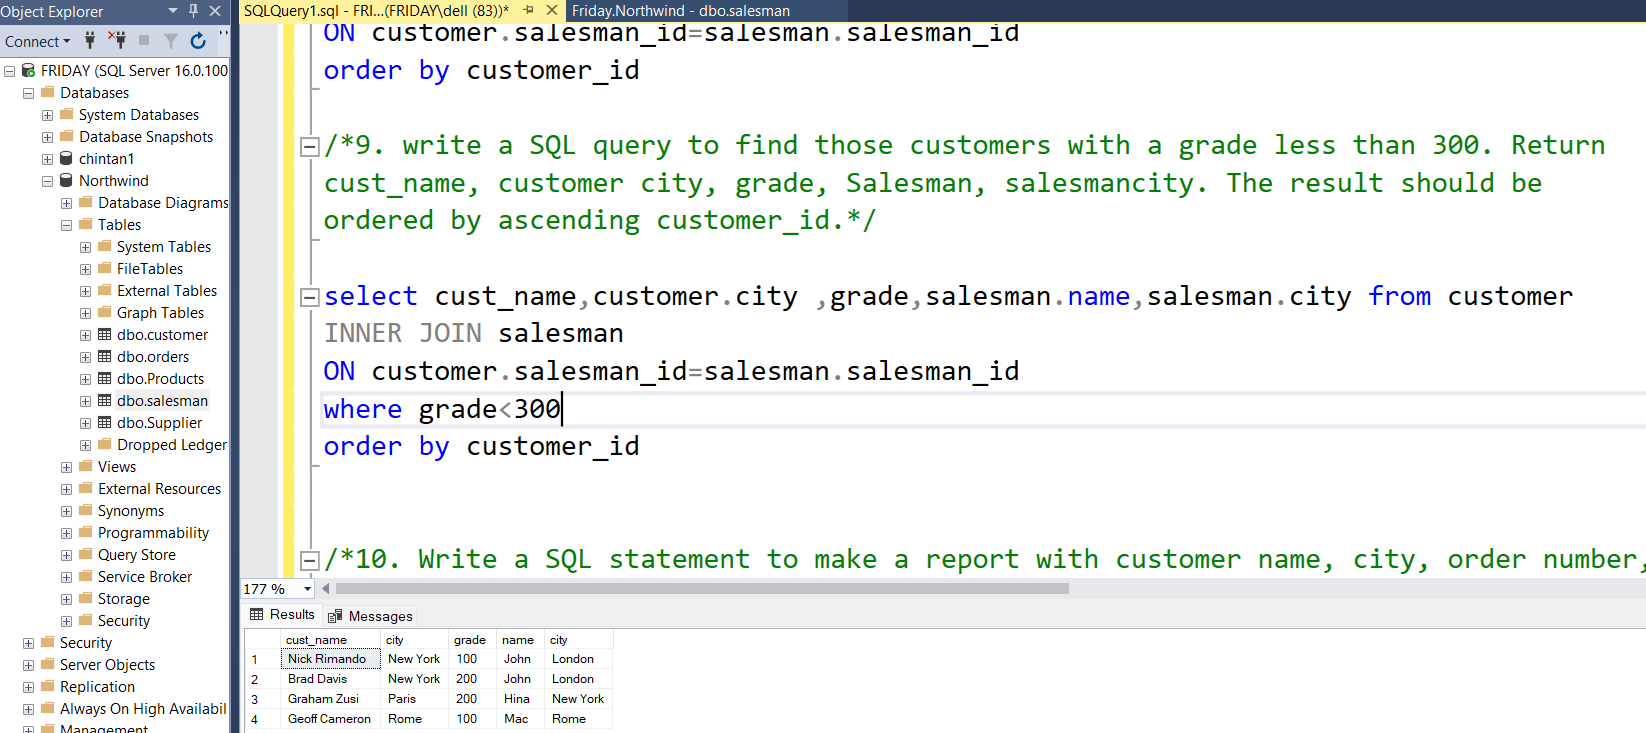 Object Explorer
Connect
FRIDAY (SQL Server 16.0.100
Databases
System Databases
Database Snapshots
chintan1
Northwind
Database Diagrams
Tables
System Tables
FileTables
External Tables
Graph Tables
dbo.customer
dbo.orders
dbo.Products
dbo.salesman
dbo.Supplier
Dropped Ledger
Views
External Resources
Synonyms
Programmability
Query Store
Service Broker
Storage
Security
Security
Server Objects
Replication
Always On High Availabil
Management
SQLQuery1.sql - FRI...(FRIDAY\dell (83))* Friday.Northwind - dbo.salesman
ON customer.salesman_id=salesman.salesman_id
order by customer_id
/*9. write a SQL query to find those customers with a grade less than 300. Return
cust_name, customer city, grade, Salesman, salesmancity. The result should be
ordered by ascending customer_id.*/
select cust_name,customer.city ,grade,salesman.name,salesman.city from customer
INNER JOIN salesman
ON customer.salesman_id=salesman.salesman_id
where grade<300
order by customer_id
/*10. Write a SQL statement to make a report with customer name, city, order number,
177 %
Results Messages
cust_name city grade name city
1 Nick Rimando New York 100 John London
2 Brad Davis New York 200 John London
3 Graham Zusi Paris 200 Hina New York
4 Geoff Cameron Rome 100 Mac Rome